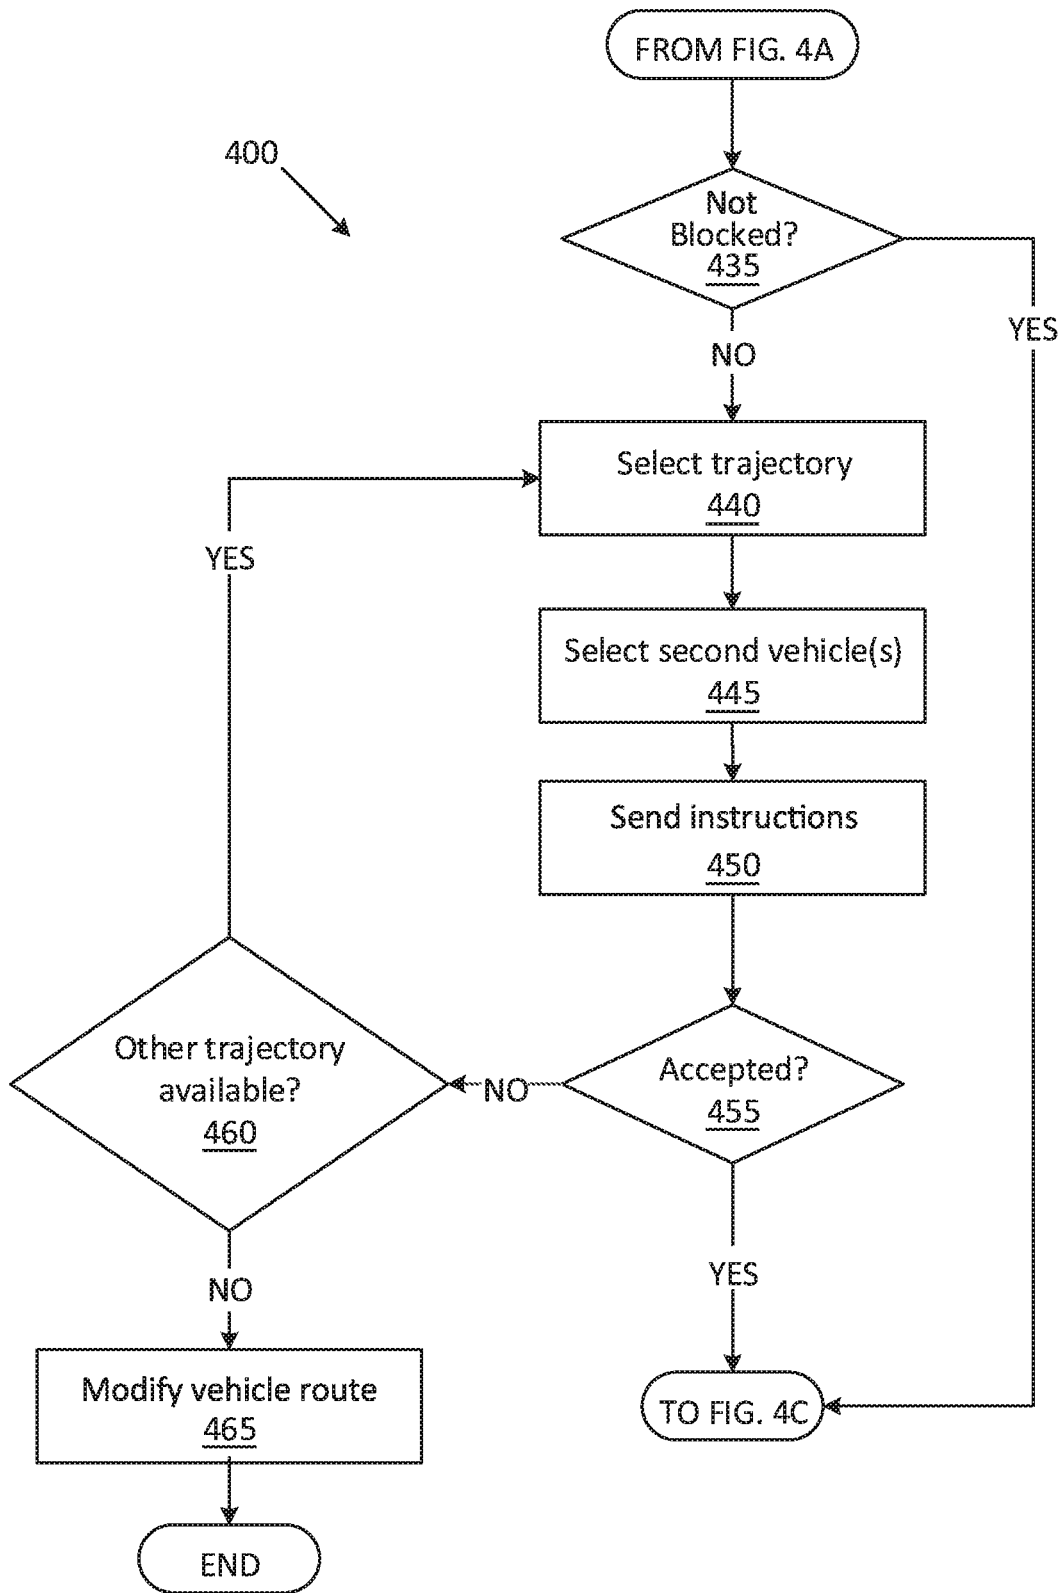 FROM FIG. 4A
400
Not
Blocked?
435
YES
NO
Select trajectory
440
YES
Select second vehicle(s)
445
Send instructions
450
Other trajectory
available?
460
NO
Accepted?
455
NO
YES
Modify vehicle route
465
TO FIG. 4C
END